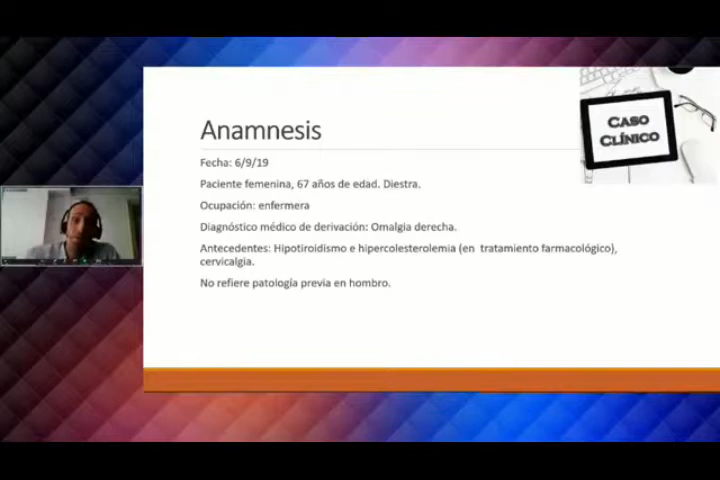 Anamnesis
Fecha: 6/9/19
Paciente femenina, 67 años de edad. Diestra.
Ocupación: enfermera
Diagnóstico médico de derivación: Omalgia derecha.
Antecedentes: Hipotiroidismo e hipercolesterolemia (en tratamiento farmacológico),
cervicalgia.
No refiere patología previa en hombro.
CASO
CLÍNICO